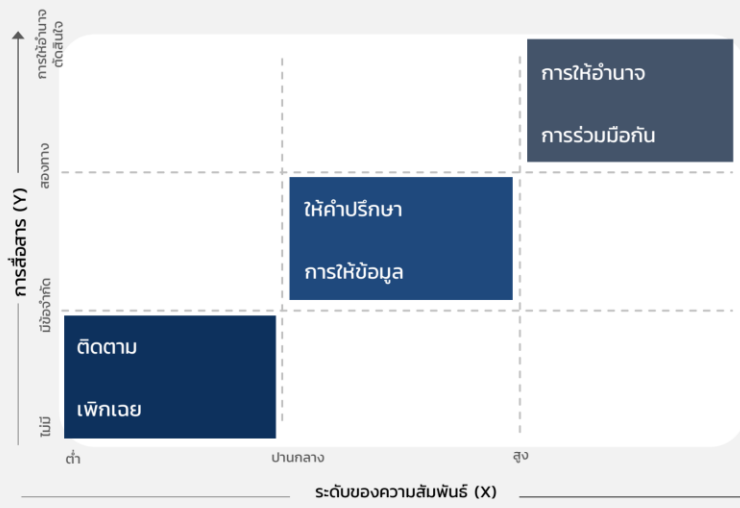 การให้อำนาจ
ตัดสินใจ
การให้อำนาจ
การร่วมมือกัน
สองทาง
ให้คำปรึกษา
การให้ข้อมูล
การสื่อสาร (Y)
มีข้อจำกัด
ติดตาม
เพิกเฉย
ไม่มี
ต่ำ
ปานกลาง
สูง
ระดับของความสัมพันธ์ (X)